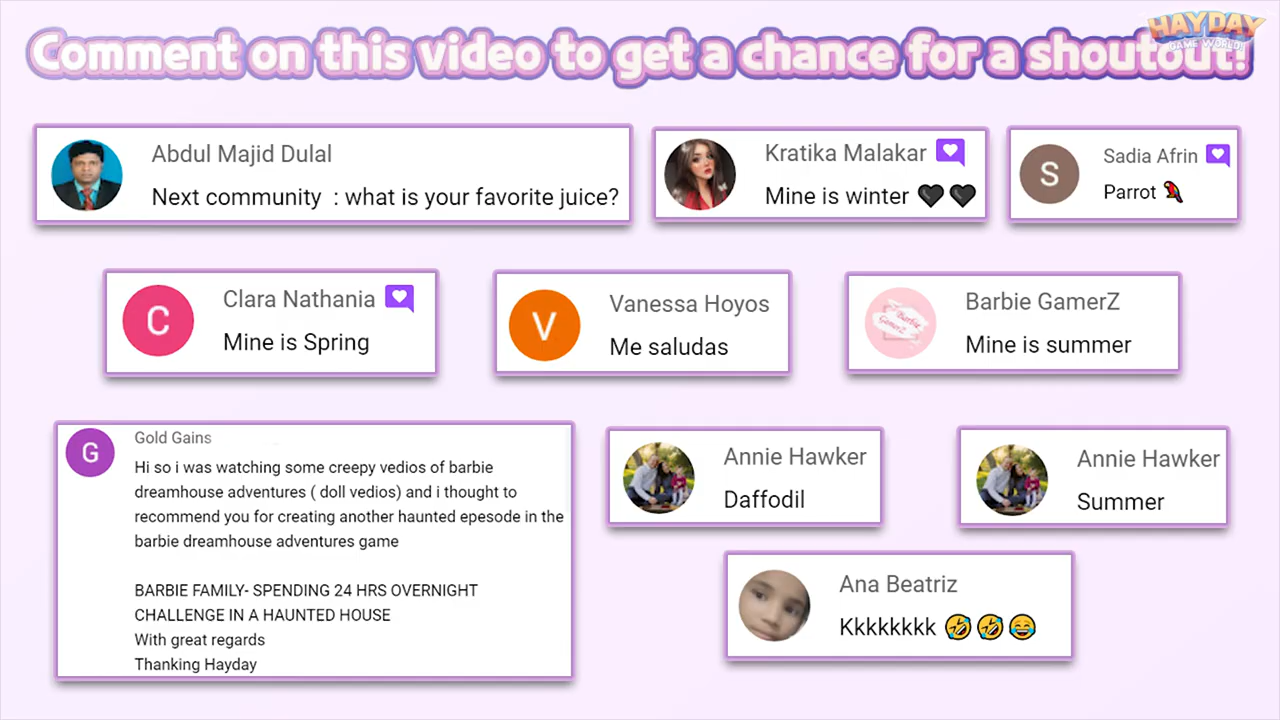 Comment on this video to get a chance for a shoutout!
HAYDAY
GAME WORLD
Abdul Majid Dulal
Next community  : what is your favorite juice?
Kratika Malakar
Mine is winter 🖤 🖤
Sadia Afrin
S
Parrot 🦜
Clara Nathania
C
Mine is Spring
Vanessa Hoyos
V
Me saludas
Barbie GamerZ
Barbie
GamerZ
Mine is summer
Gold Gains
G
Hi so i was watching some creepy vedios of barbie
dreamhouse adventures ( doll vedios) and i thought to
recommend you for creating another haunted epesode in the
barbie dreamhouse adventures game
BARBIE FAMILY- SPENDING 24 HRS OVERNIGHT
CHALLENGE IN A HAUNTED HOUSE
With great regards
Thanking Hayday
Annie Hawker
Daffodil
Annie Hawker
Summer
Ana Beatriz
Kkkkkkkk 🤣 🤣 😂